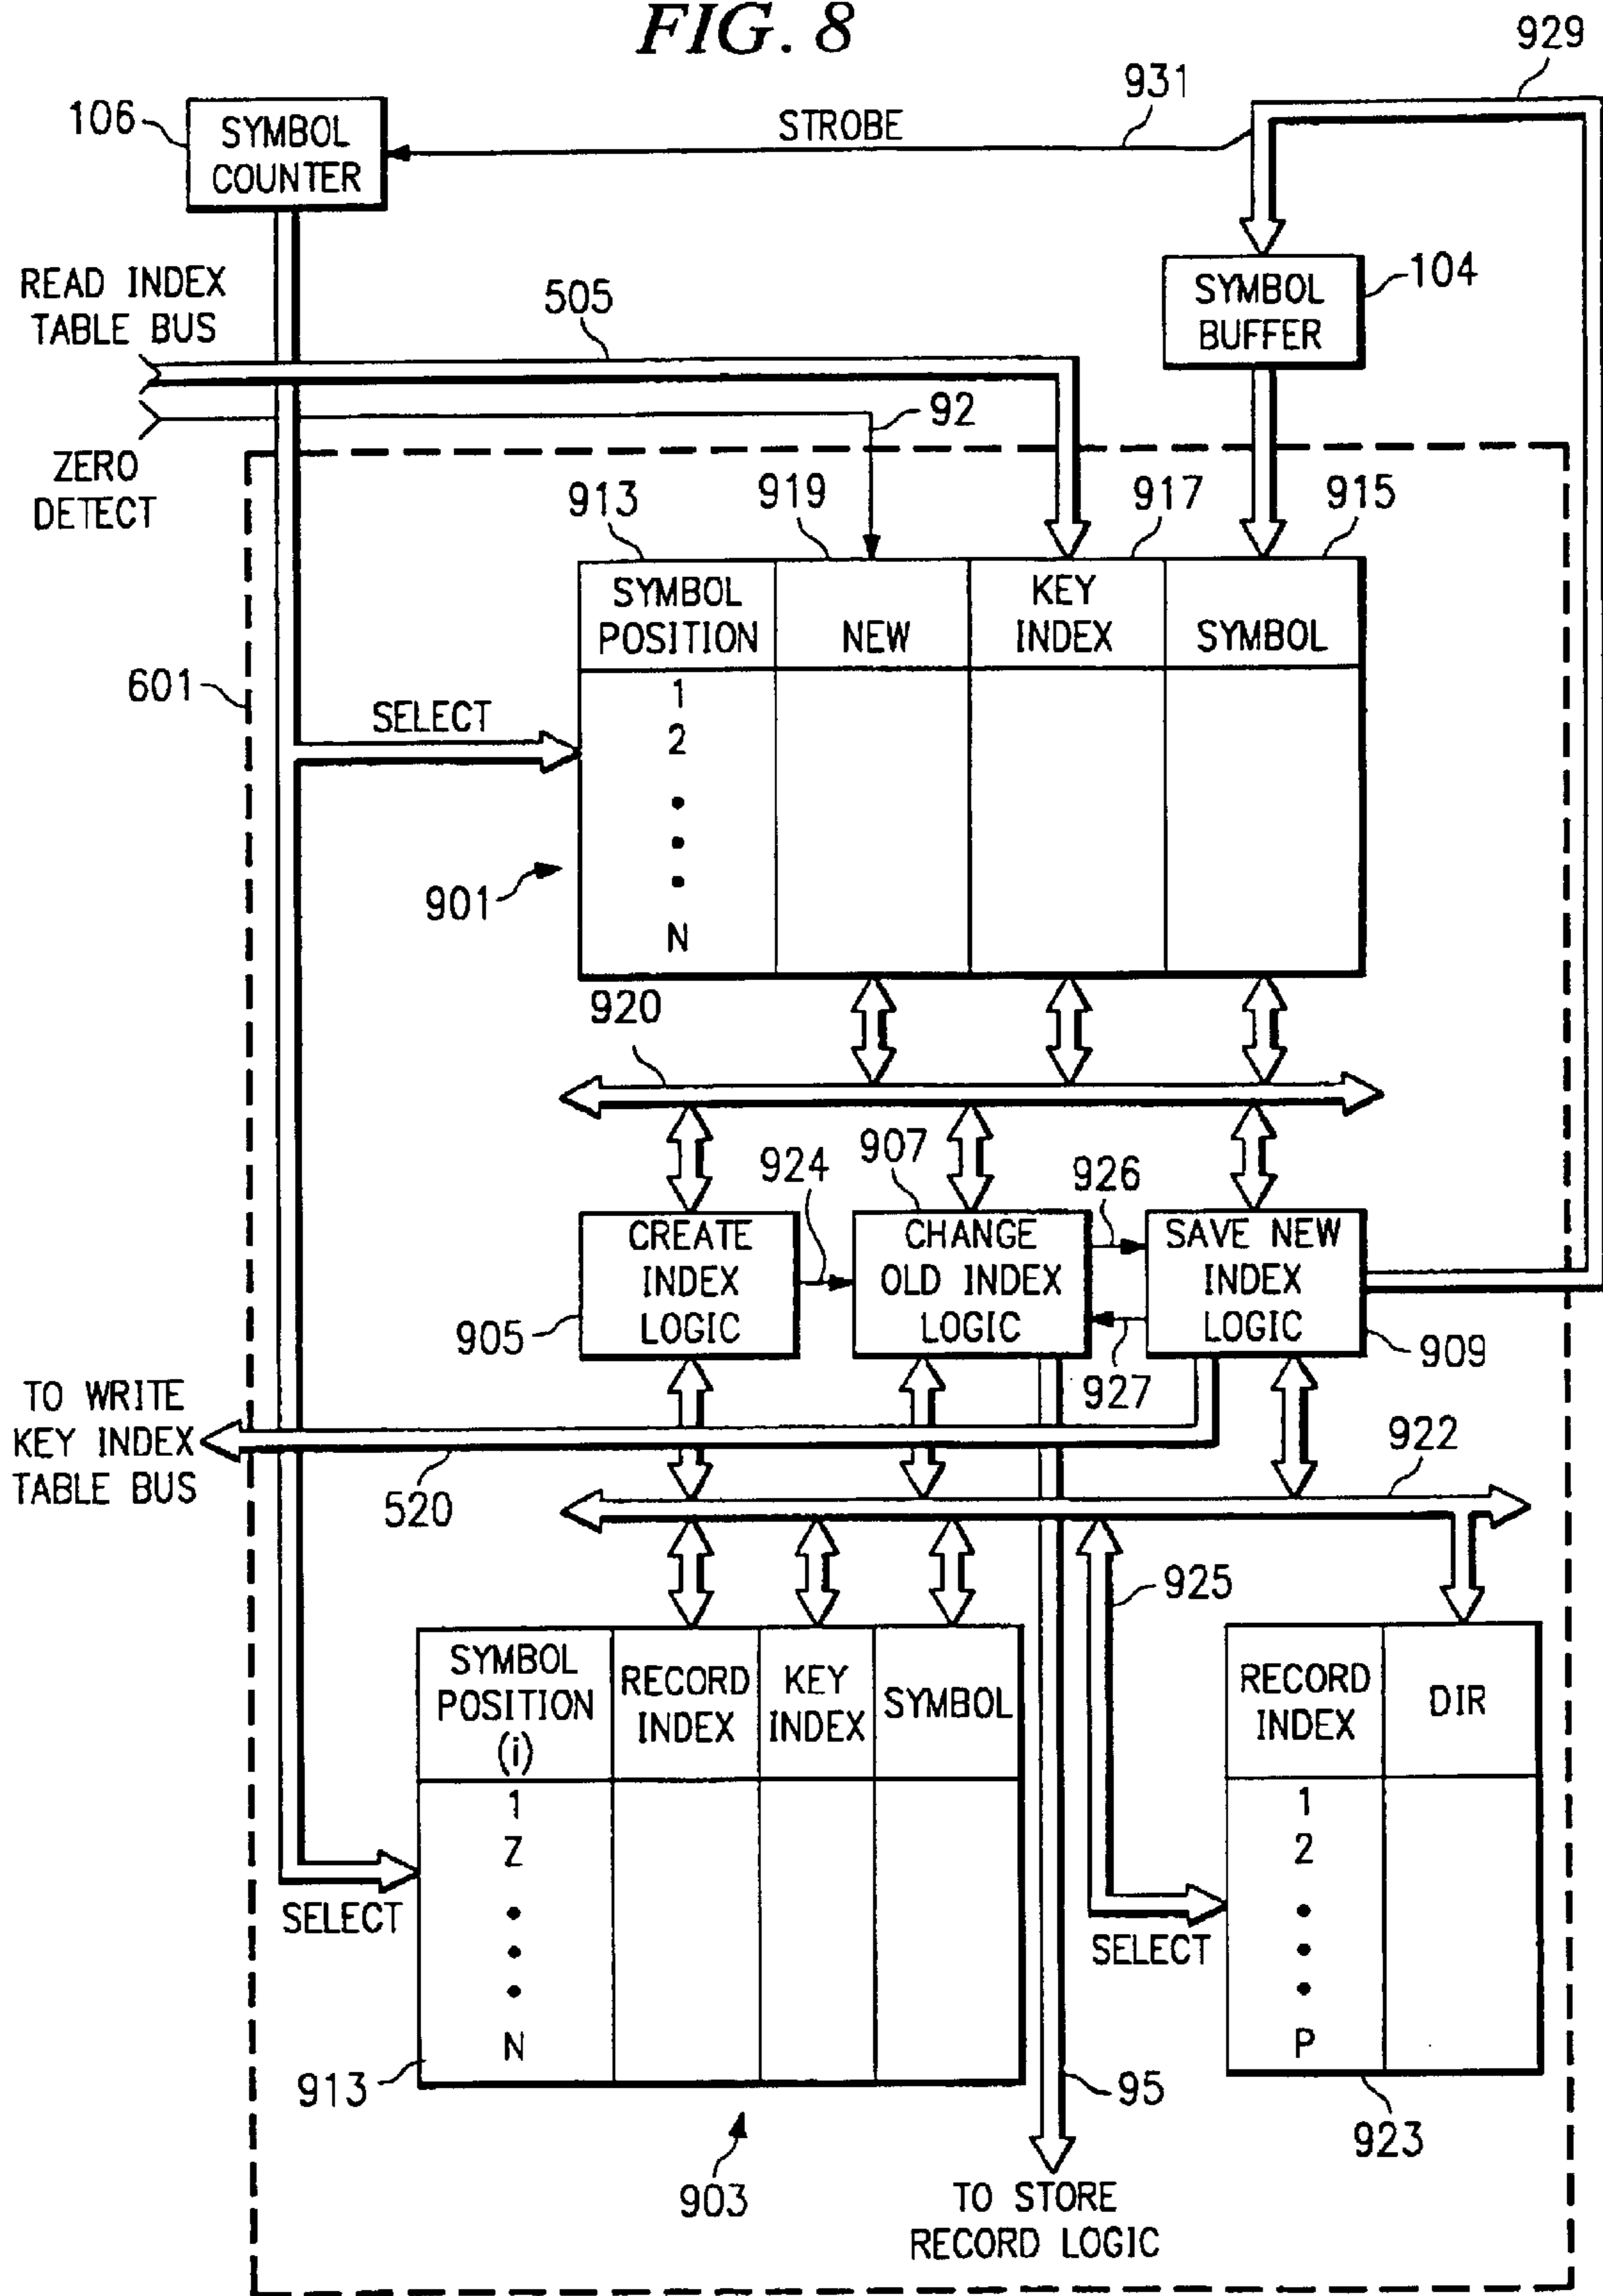 FIG. 8
929
931
106
SYMBOL
COUNTER
STROBE
READ INDEX
TABLE BUS
505
104
SYMBOL
BUFFER
92
ZERO
DETECT
913
919
917
915
SYMBOL
POSITION
NEW
KEY
INDEX
SYMBOL
601
SELECT
1
2
N
901
920
907
924
926
CREATE
INDEX
LOGIC
CHANGE
OLD INDEX
LOGIC
SAVE NEW
INDEX
LOGIC
905
927
909
TO WRITE
KEY INDEX
TABLE BUS
520
922
925
SYMBOL
POSITION
(i)
RECORD
INDEX
KEY
INDEX
SYMBOL
RECORD
INDEX
DIR
1
Z
N
1
2
P
SELECT
SELECT
913
95
923
903
TO STORE
RECORD LOGIC